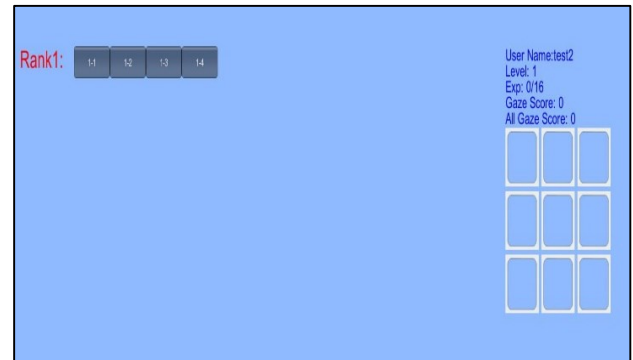 Rank1: 1-1 1-2 1-3 1-4
User Name:test2
Level: 1
Exp: 0/16
Gaze Score: 0
All Gaze Score: 0